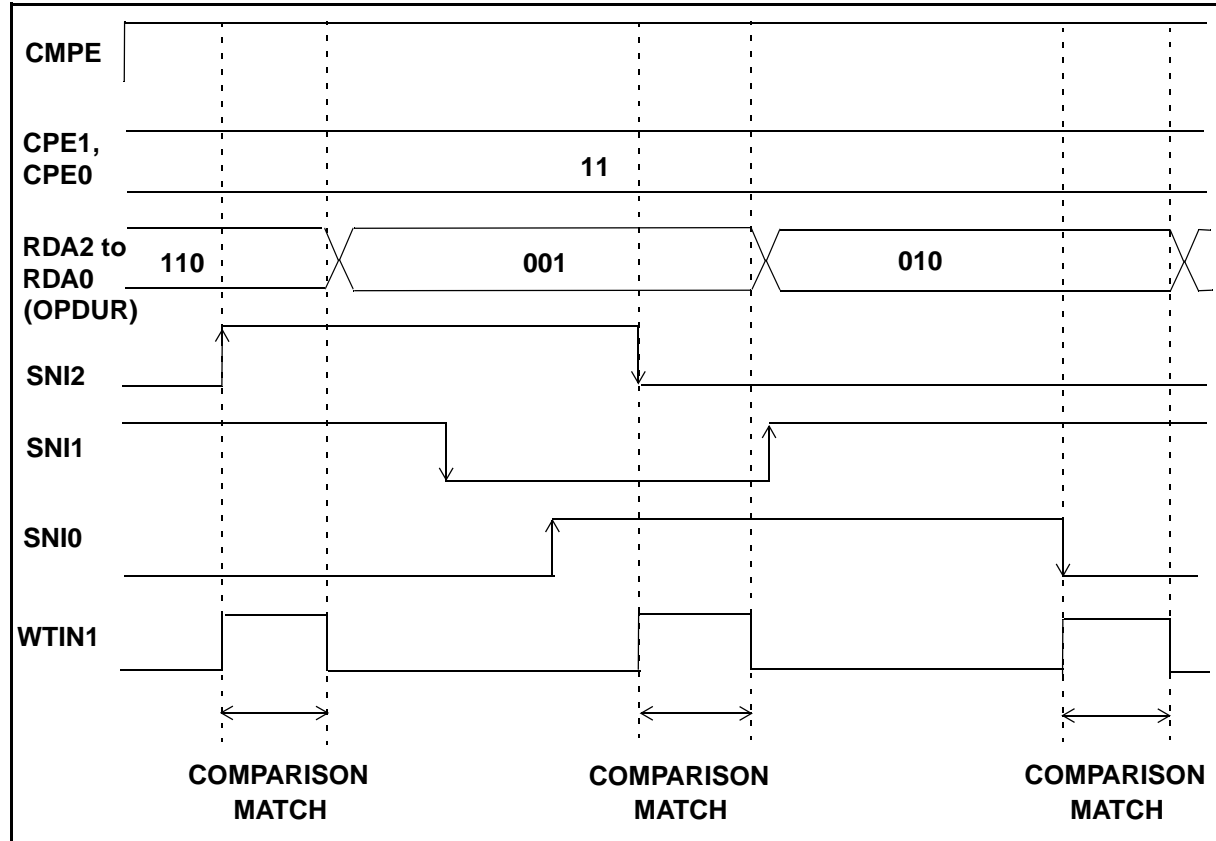 CMPE
CPE1,
CPE0
11
RDA2 to
RDA0
(OPDUR)
110
001
010
SNI2
SNI1
SNI0
WTIN1
COMPARISON
MATCH
COMPARISON
MATCH
COMPARISON
MATCH